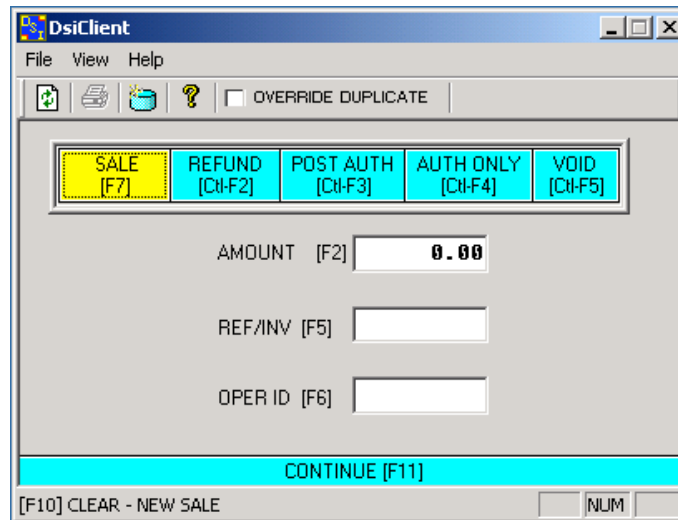 DsiClient
File View Help
OVERRIDE DUPLICATE
SALE REFUND POST AUTH AUTH ONLY VOID
[F7] [Ctl-F2] [Ctl-F3] [Ctl-F4] [Ctl-F5]
AMOUNT [F2] 0.00
REF/INV [F5]
OPER ID [F6]
CONTINUE [F11]
[F10] CLEAR - NEW SALE NUM